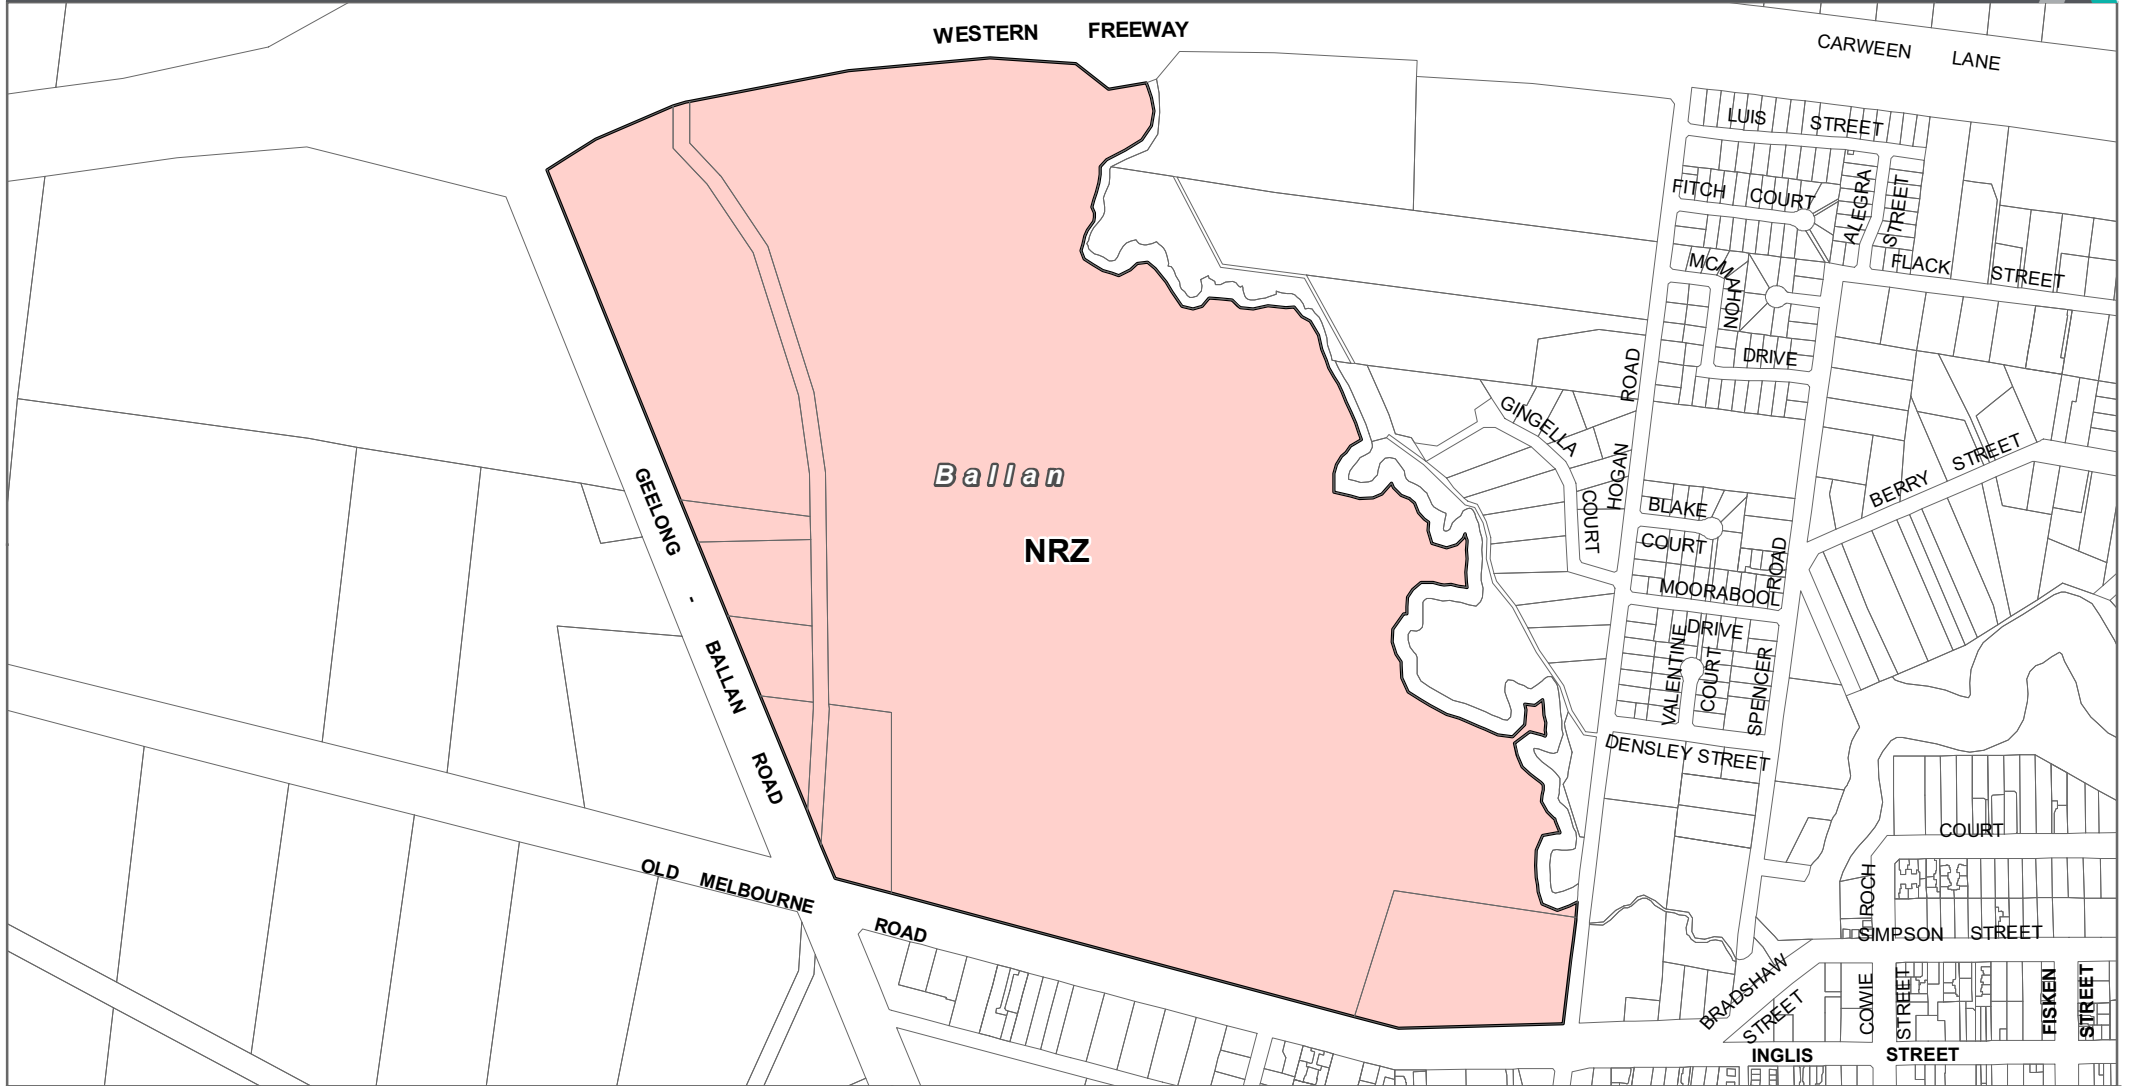 WESTERN FREEWAY
CARWEEN LANE
LUIS STREET
FITCH COURT
ALEGRA STREET
MCMAHON DRIVE
FLACK STREET
GINGELLA COURT
HOGAN ROAD
BERRY STREET
BLAKE COURT
MOORABOOL DRIVE
VALENTINE COURT
SPENCER ROAD
DENSLEY STREET
GEELONG - BALLAN ROAD
Ballan
NRZ
OLD MELBOURNE ROAD
COURT
ROCH
SIMPSON STREET
BRADSHAW STREET
COWIE STREET
FISKEN STREET
INGLIS STREET